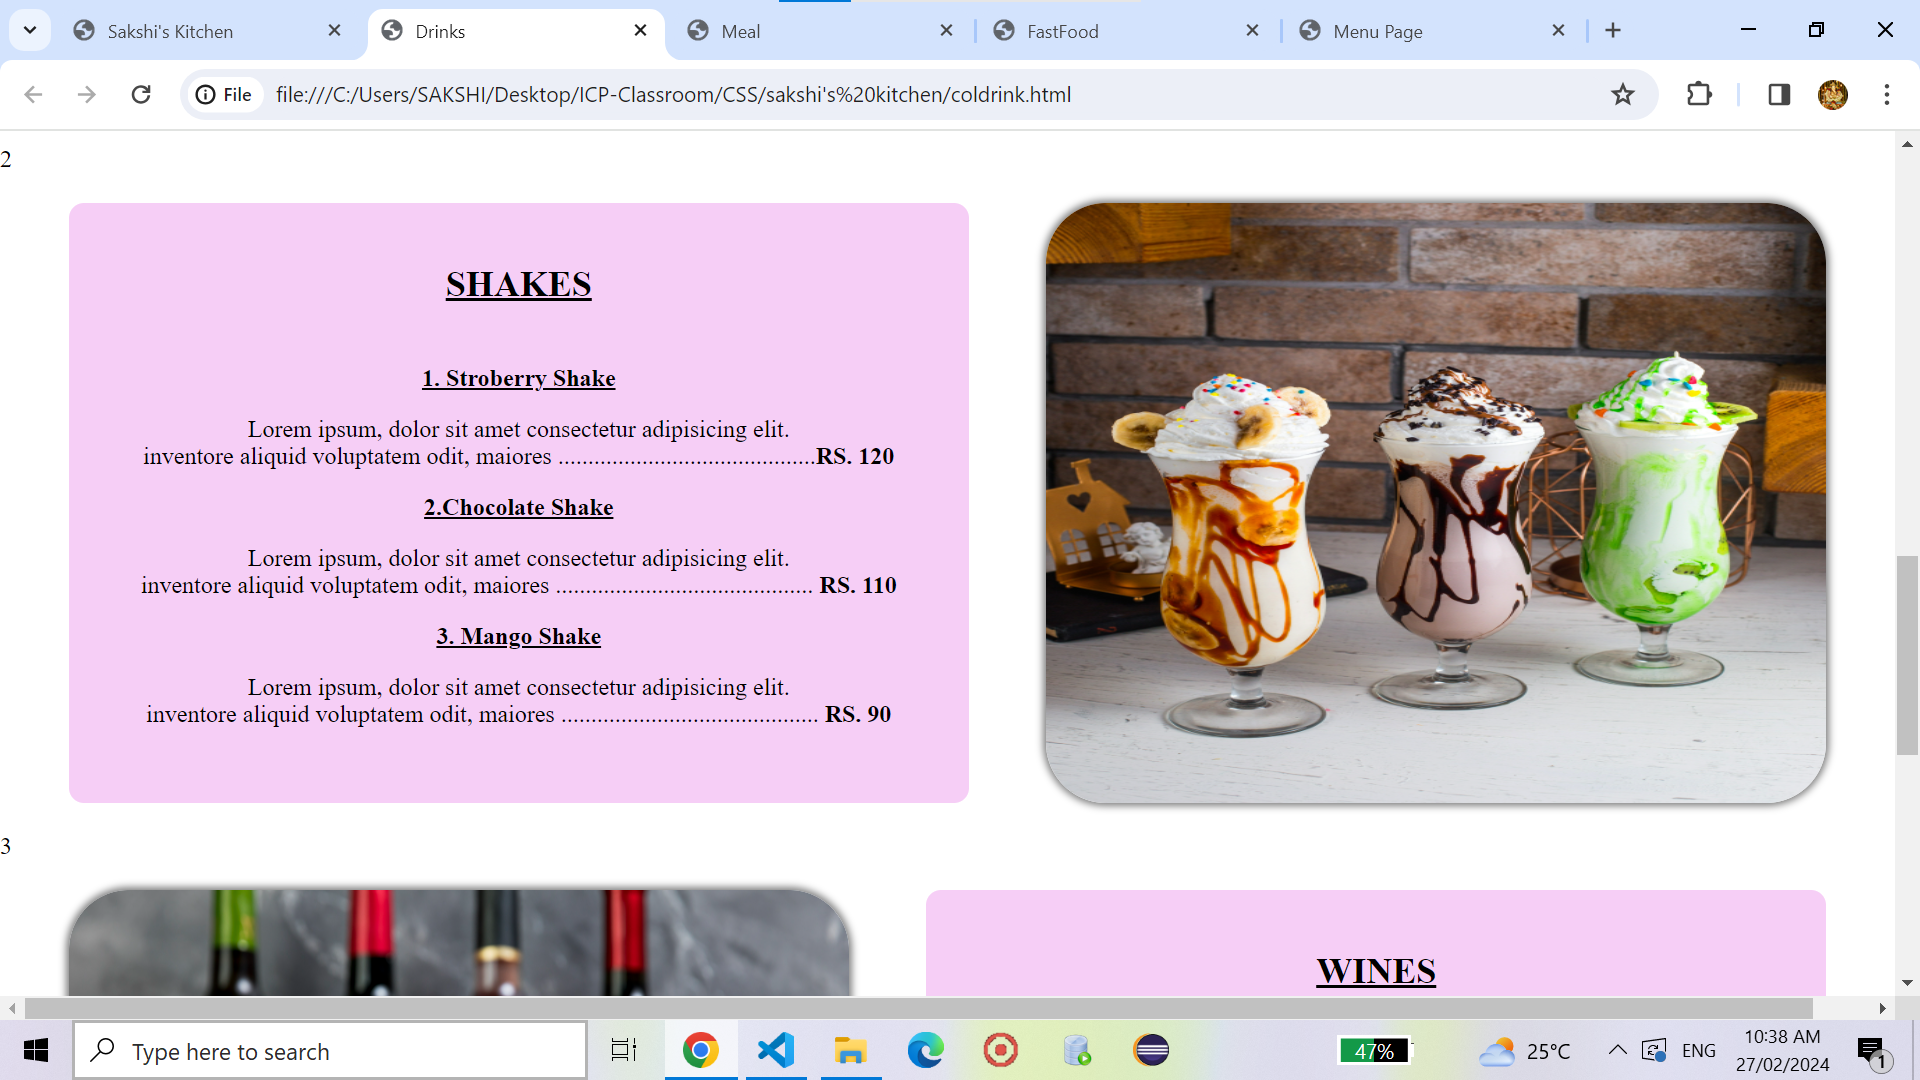 Sakshi's Kitchen
Drinks
Meal
FastFood
Menu Page
File
file:///C:/Users/SAKSHI/Desktop/ICP-Classroom/CSS/sakshi's%20kitchen/coldrink.html
2
SHAKES
1. Stroberry Shake
Lorem ipsum, dolor sit amet consectetur adipisicing elit.
inventore aliquid voluptatem odit, maiores ...........................................RS. 120
2.Chocolate Shake
Lorem ipsum, dolor sit amet consectetur adipisicing elit.
inventore aliquid voluptatem odit, maiores ........................................... RS. 110
3. Mango Shake
Lorem ipsum, dolor sit amet consectetur adipisicing elit.
inventore aliquid voluptatem odit, maiores ........................................... RS. 90
3
WINES
Type here to search
47%
25°C
ENG
10:38 AM
27/02/2024
1